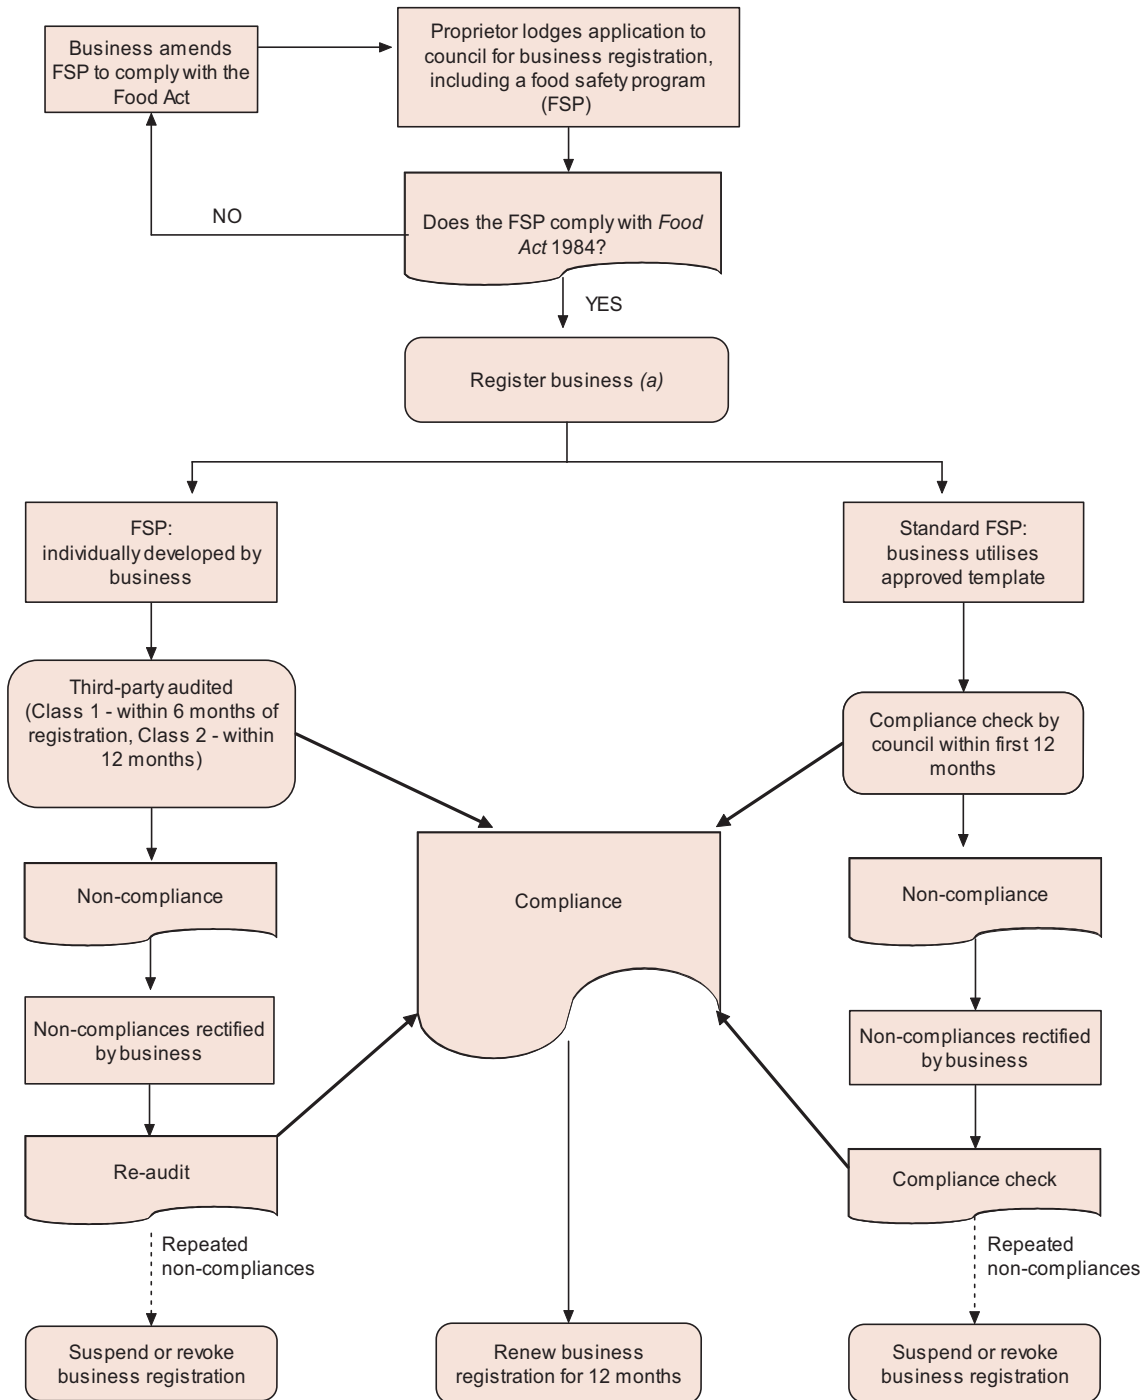 Business amends
FSP to comply with the
Food Act
Proprietor lodges application to
council for business registration,
including a food safety program
(FSP)
NO
Does the FSP comply with Food
Act 1984?
YES
Register business (a)
FSP:
individually developed by
business
Standard FSP:
business utilises
approved template
Third-party audited
(Class 1 - within 6 months of
registration, Class 2 - within
12 months)
Compliance check by
council within first 12
months
Non-compliance
Compliance
Non-compliance
Non-compliances rectified
by business
Non-compliances rectified
by business
Re-audit
Compliance check
Repeated
non-compliances
Repeated
non-compliances
Suspend or revoke
business registration
Renew business
registration for 12 months
Suspend or revoke
business registration